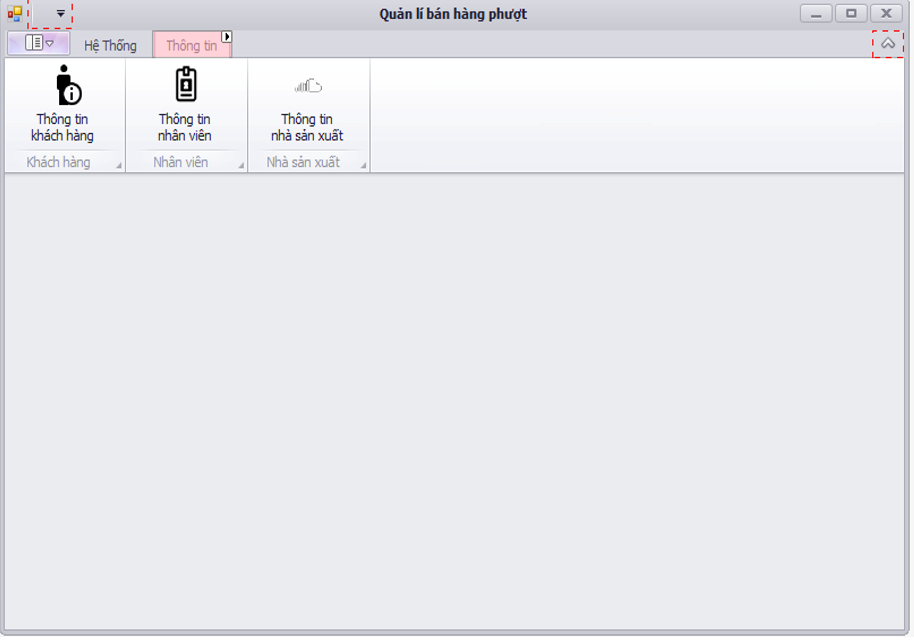 Quản lí bán hàng phượt
Hệ Thống
Thông tin
Thông tin
khách hàng
Thông tin
nhân viên
Thông tin
nhà sản xuất
Khách hàng
Nhân viên
Nhà sản xuất